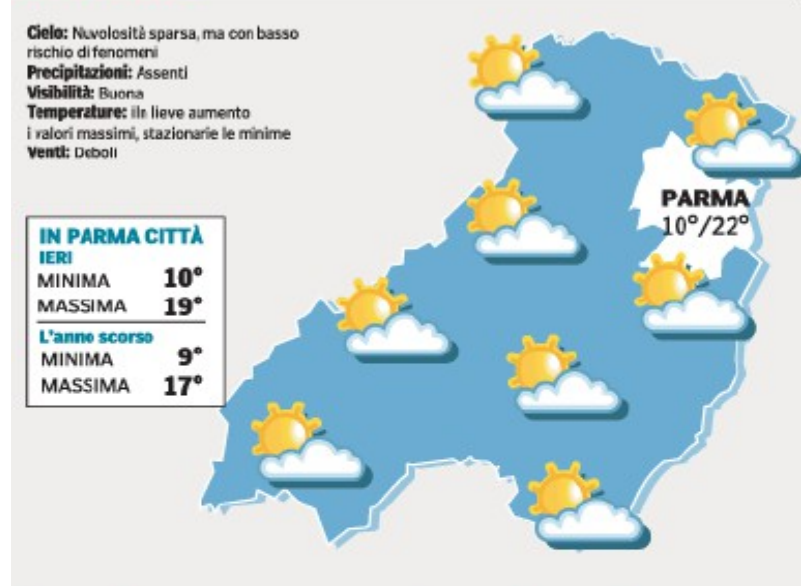 Cielo: Nuvolosità sparsa, ma con basso
rischio di fenomeni
Precipitazioni: Assenti
Visibilità: Buona
Temperature: iIn lieve aumento
i valori massimi, stazionarie le minime
Venti: Deboli
PARMA
10°/22°
IN PARMA CITTÀ
IERI
MINIMA 10°
MASSIMA 19°
L'anno scorso
MINIMA 9°
MASSIMA 17°